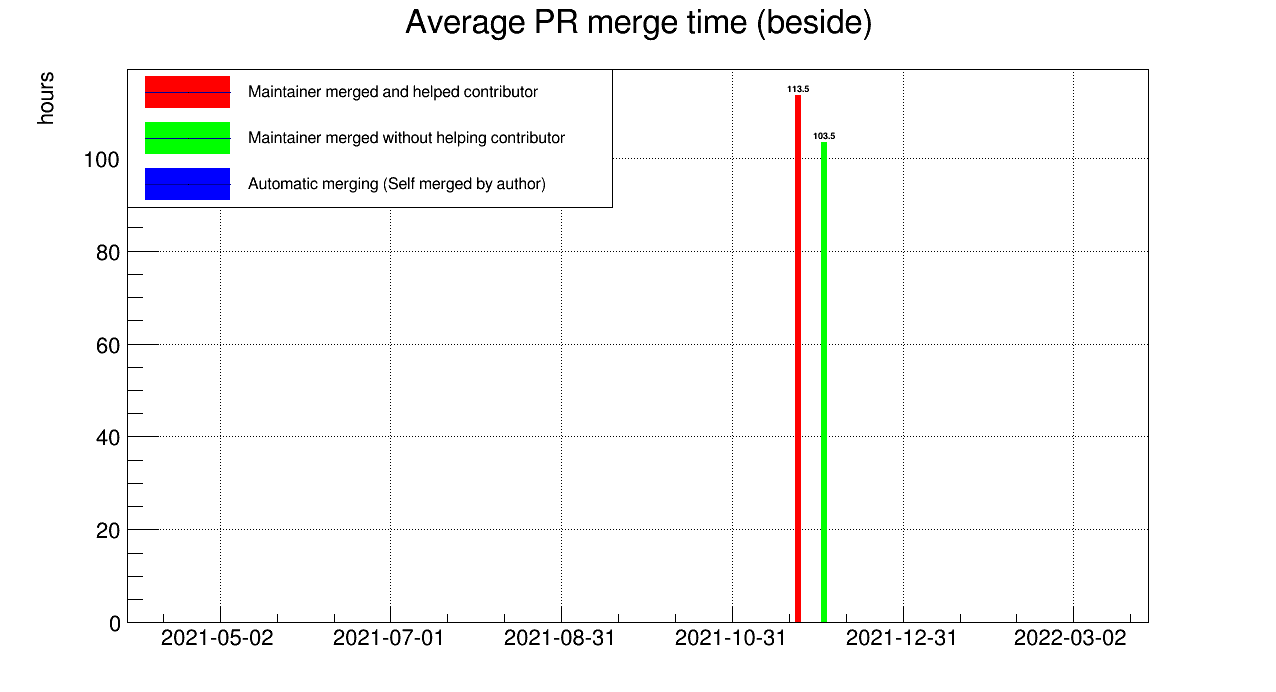 Average PR merge time (beside)
hours
Maintainer merged and helped contributor
Maintainer merged without helping contributor
Automatic merging (Self merged by author)
113.5
103.5
100
80
60
40
20
0
2021-05-02 2021-07-01 2021-08-31 2021-10-31 2021-12-31 2022-03-02